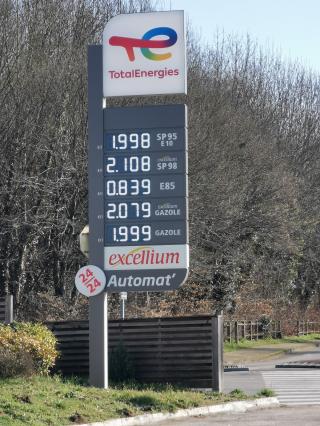 TotalEnergies
1.998 SP95 E10
2.108 excellium SP98
0.839 E85
2.079 excellium GAZOLE
1.999 GAZOLE
excellium
24/24 Automat'